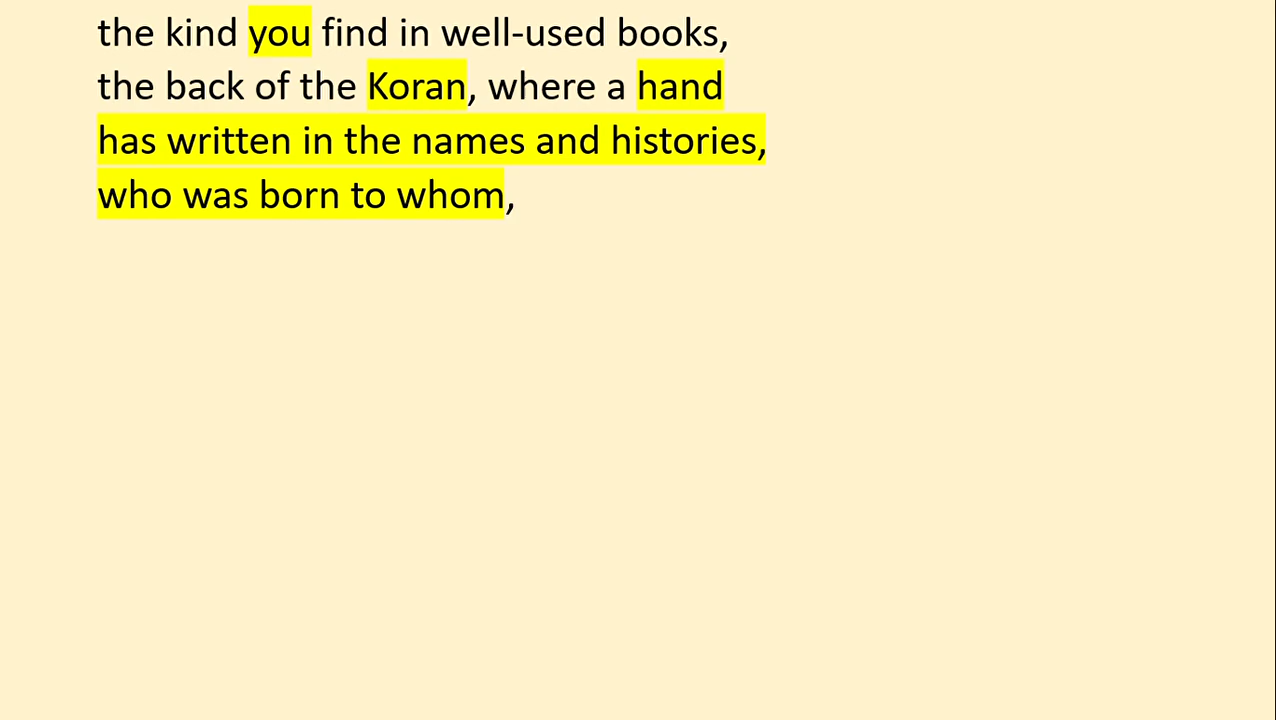 the kind you find in well-used books,
the back of the Koran, where a hand
has written in the names and histories,
who was born to whom,